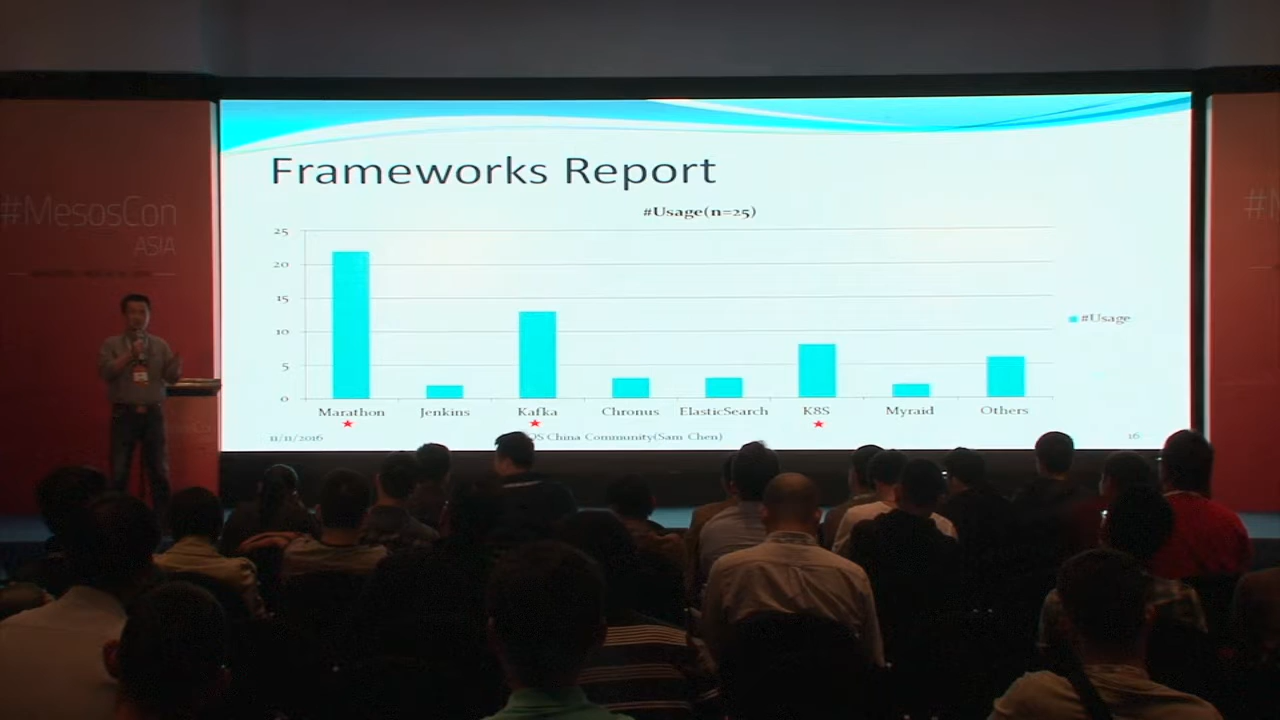 #MesosCon
ASIA
Frameworks Report
#Usage(n=25)
25
20
15
10
5
0
#Usage
Marathon Jenkins Kafka Chronus ElasticSearch K8S Myraid Others
11/11/2016
OS China Community(Sam Chen)
16